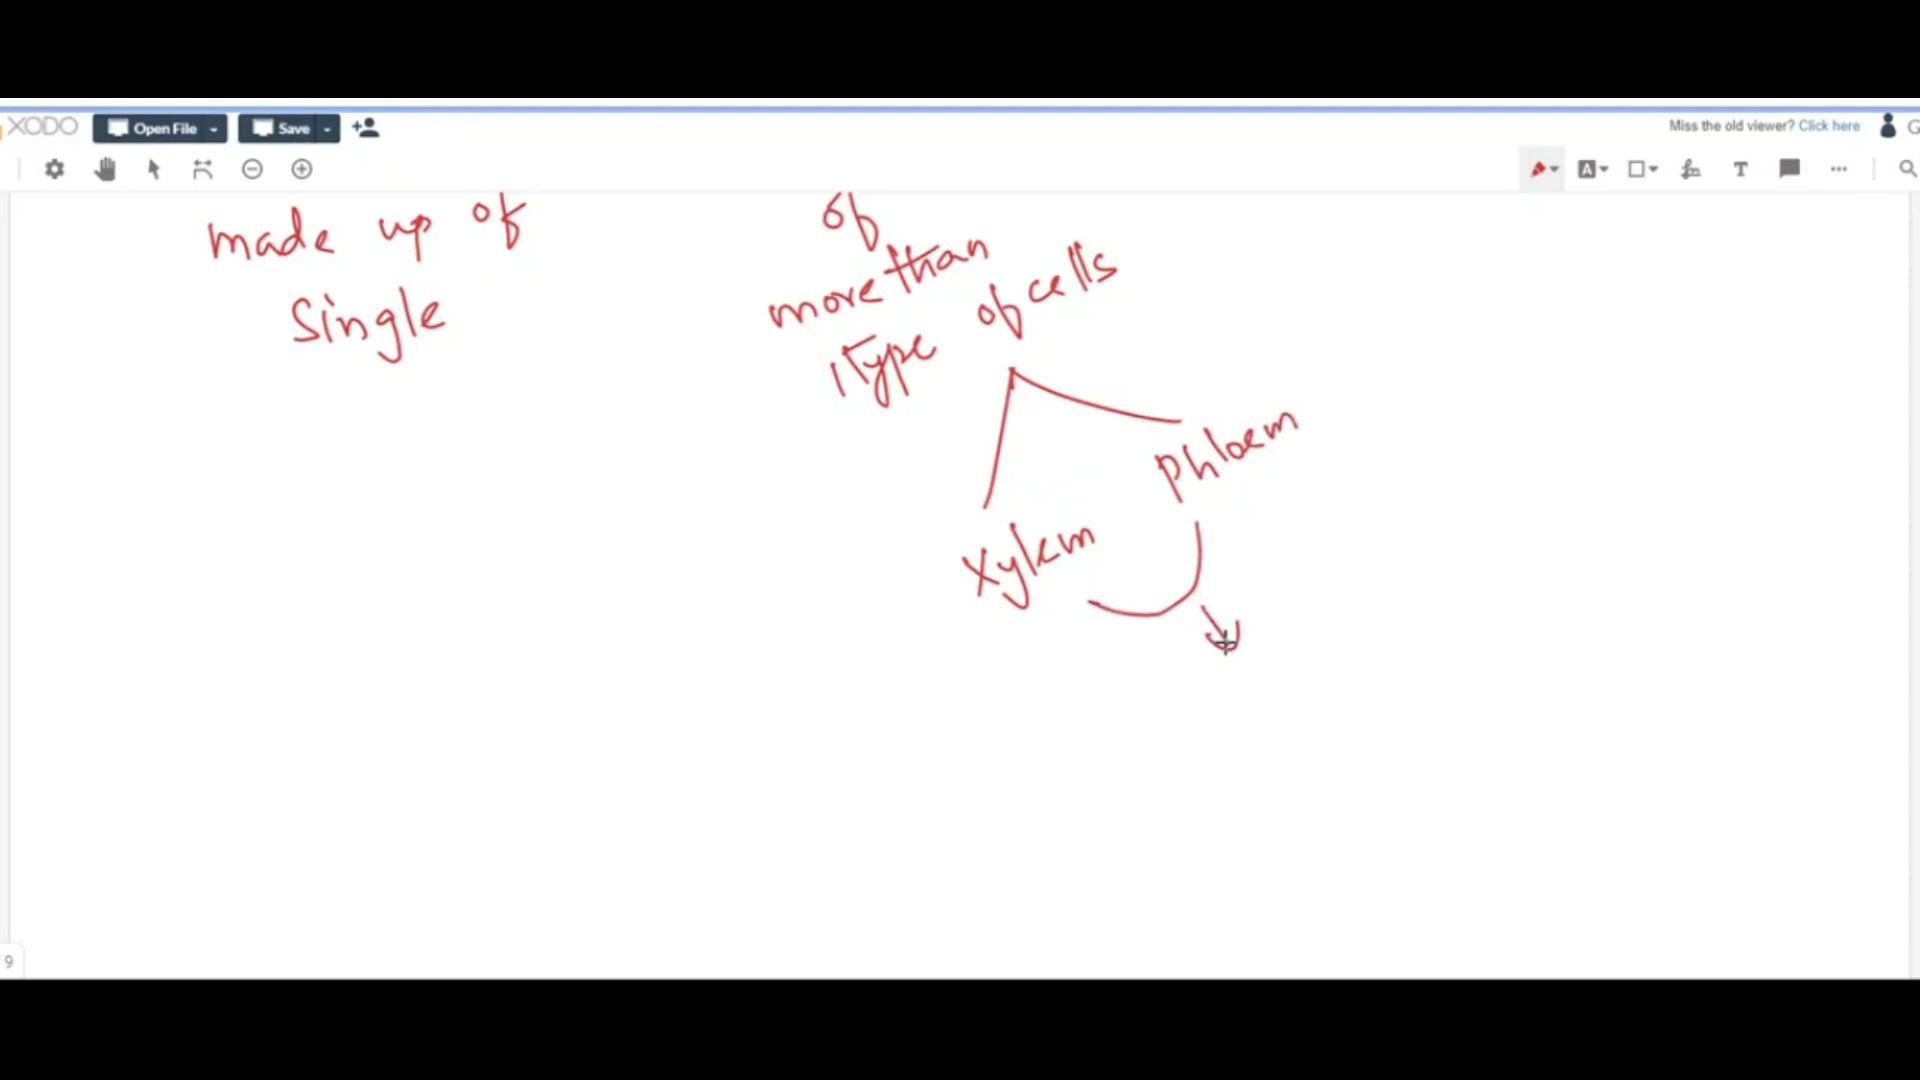 XODO Open File Save
Miss the old viewer? Click here G
A T
made up of
Single
of
more than
1 Type of cells
Phloem
Xylem
9